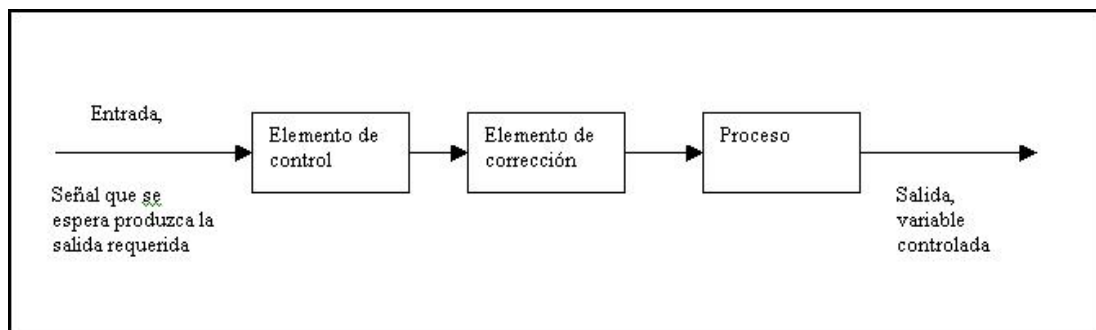 Entrada,
Señal que se
espera produzca la
salida requerida
Elemento de
control
Elemento de
corrección
Proceso
Salida,
variable
controlada